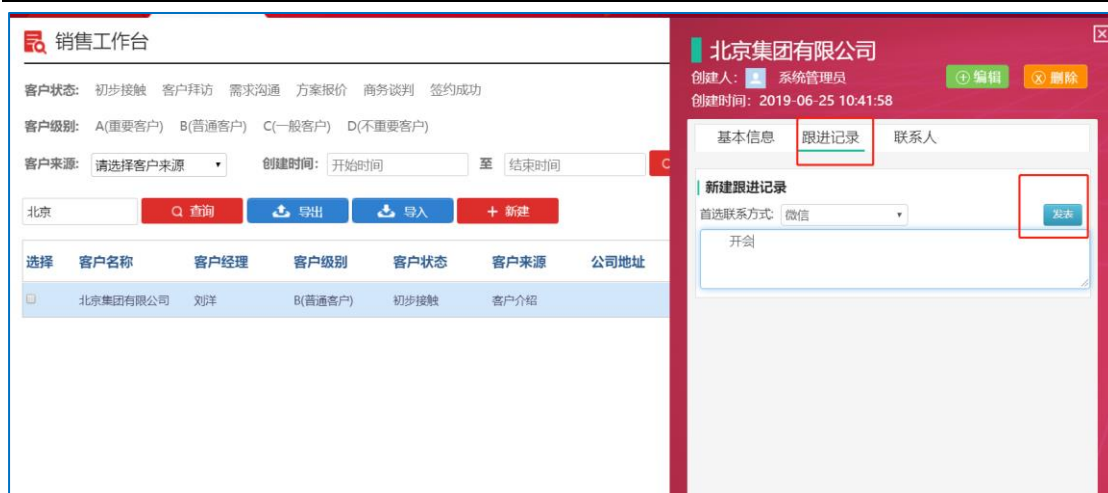 销售工作台
客户状态: 初步接触 客户拜访 需求沟通 方案报价 商务谈判 签约成功
客户级别: A(重要客户) B(普通客户) C(一般客户) D(不重要客户)
客户来源: 请选择客户来源 创建时间: 开始时间 至 结束时间
北京 查询 导出 导入 + 新建
选择 客户名称 客户经理 客户级别 客户状态 客户来源 公司地址
北京集团有限公司 刘洋 B(普通客户) 初步接触 客户介绍
北京集团有限公司
创建人: 系统管理员 编辑 删除
创建时间: 2019-06-25 10:41:58
基本信息 跟进记录 联系人
新建跟进记录
首选联系方式: 微信 发表
开会